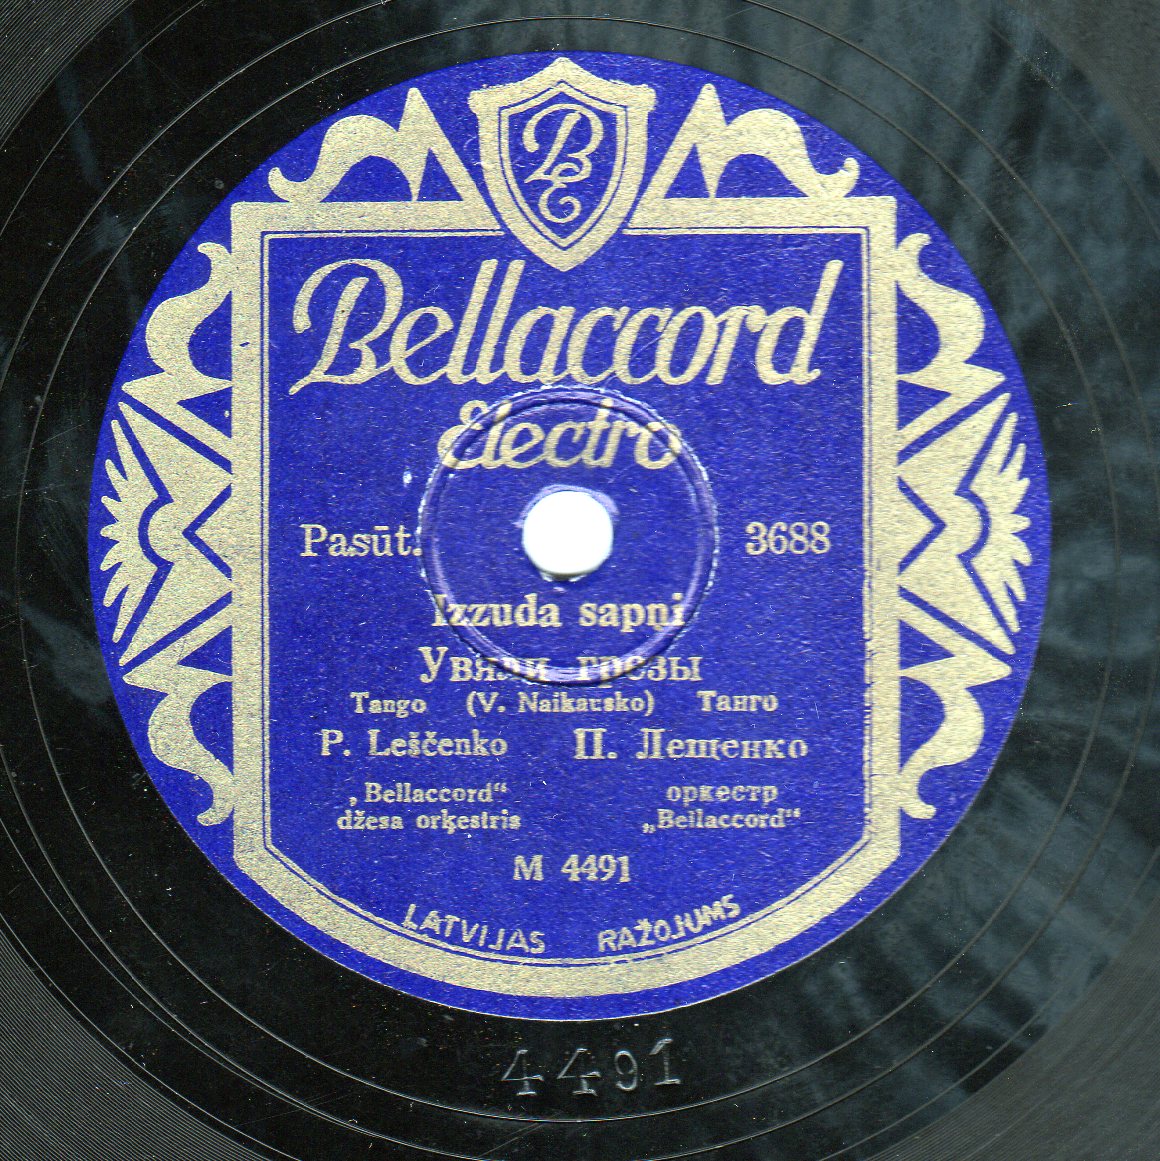 BE
Bellaccord
Electro
Pasūt. 3688
Izzuda sapņi
Увяли грезы
Tango (V. Naikausko) Танго
P. Leščenko П. Лещенко
„Bellaccord“ оркестр
džesa orķestris „Bellaccord“
M 4491
LATVIJAS RAŽOJUMS
4491